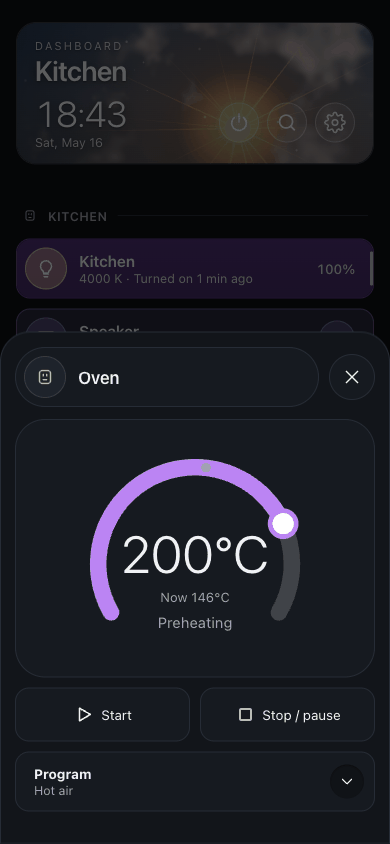 DASHBOARD
Kitchen
18:43
Sat, May 16
KITCHEN
Kitchen
4000 K · Turned on 1 min ago
100%
Speaker
Oven
200°C
Now 146°C
Preheating
Start
Stop / pause
Program
Hot air